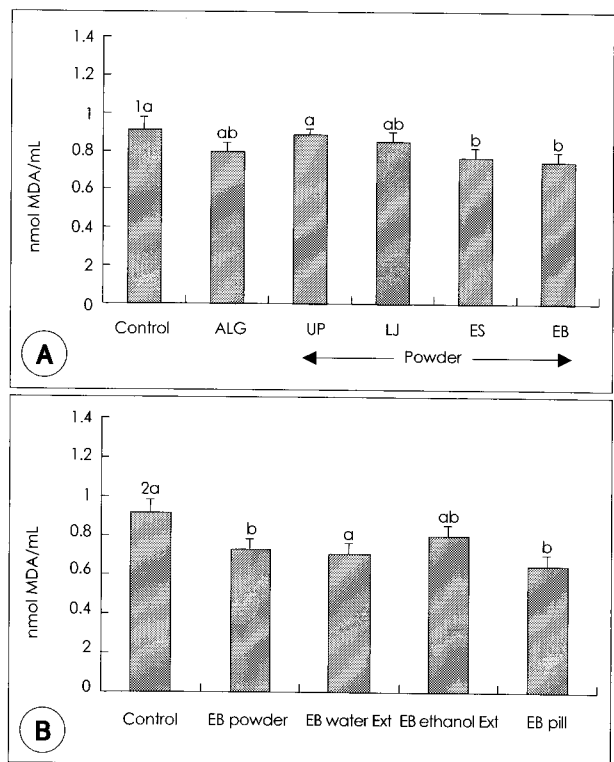 1.4
1.2
1
0.8
0.6
0.4
2
0
nmol MDA/mL
1a
ab
a
ab
b
b
Control ALG UP LJ ES EB
Powder
A
1.4
1.2
1
0.8
0.6
0.4
2
0
nmol MDA/mL
2a
b
a
ab
b
Control EB powder EB water Ext EB ethanol Ext EB pill
B